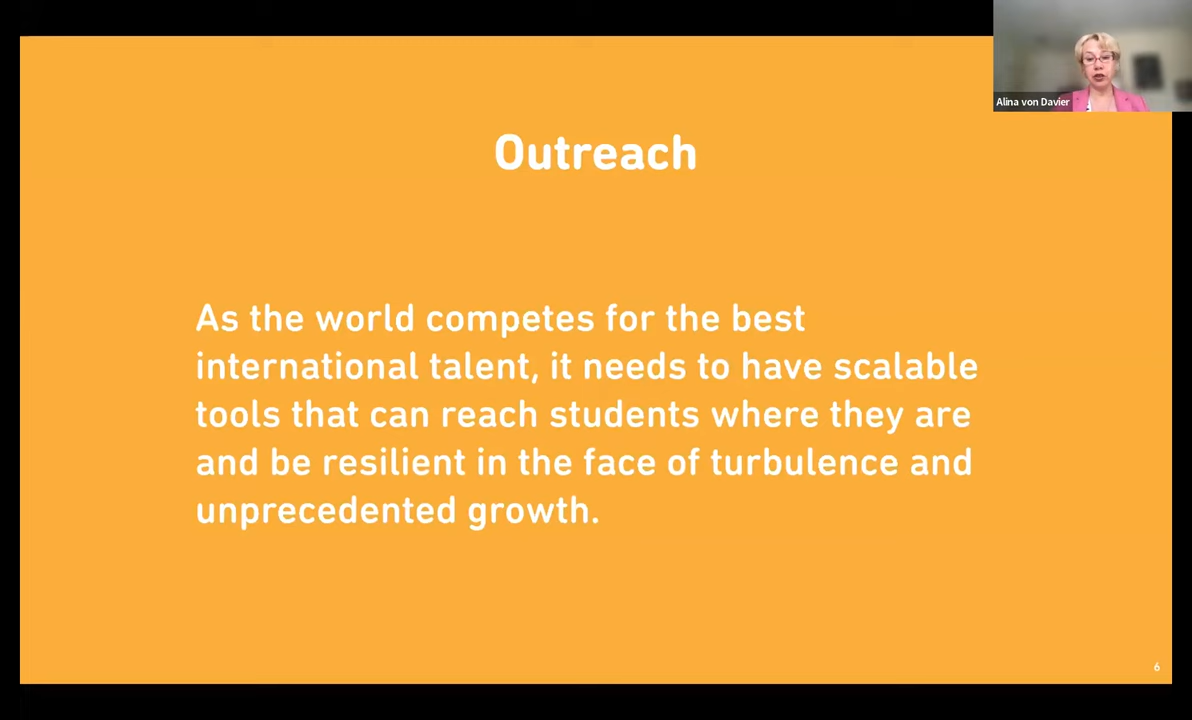 Alina von Davier
Outreach
As the world competes for the best
international talent, it needs to have scalable
tools that can reach students where they are
and be resilient in the face of turbulence and
unprecedented growth.
6